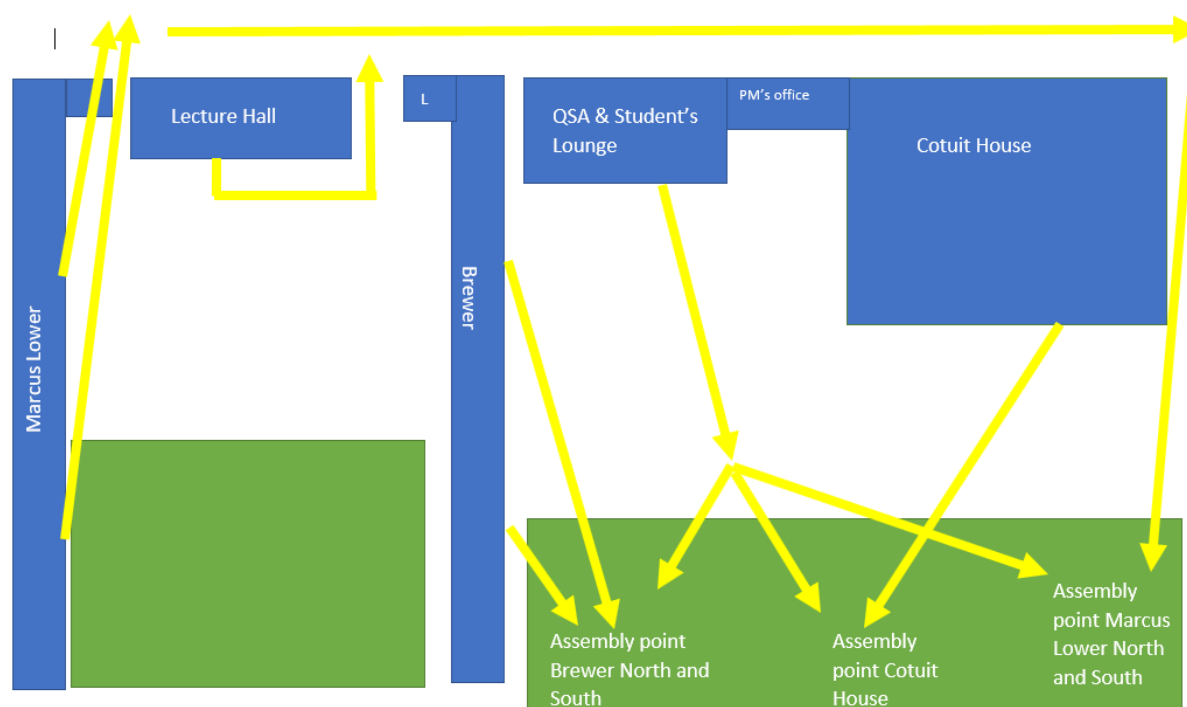 Lecture Hall
L
QSA & Student's
Lounge
PM's office
Cotuit House
Marcus Lower
Brewer
Assembly point
Brewer North and
South
Assembly
point Cotuit
House
Assembly
point Marcus
Lower North
and South